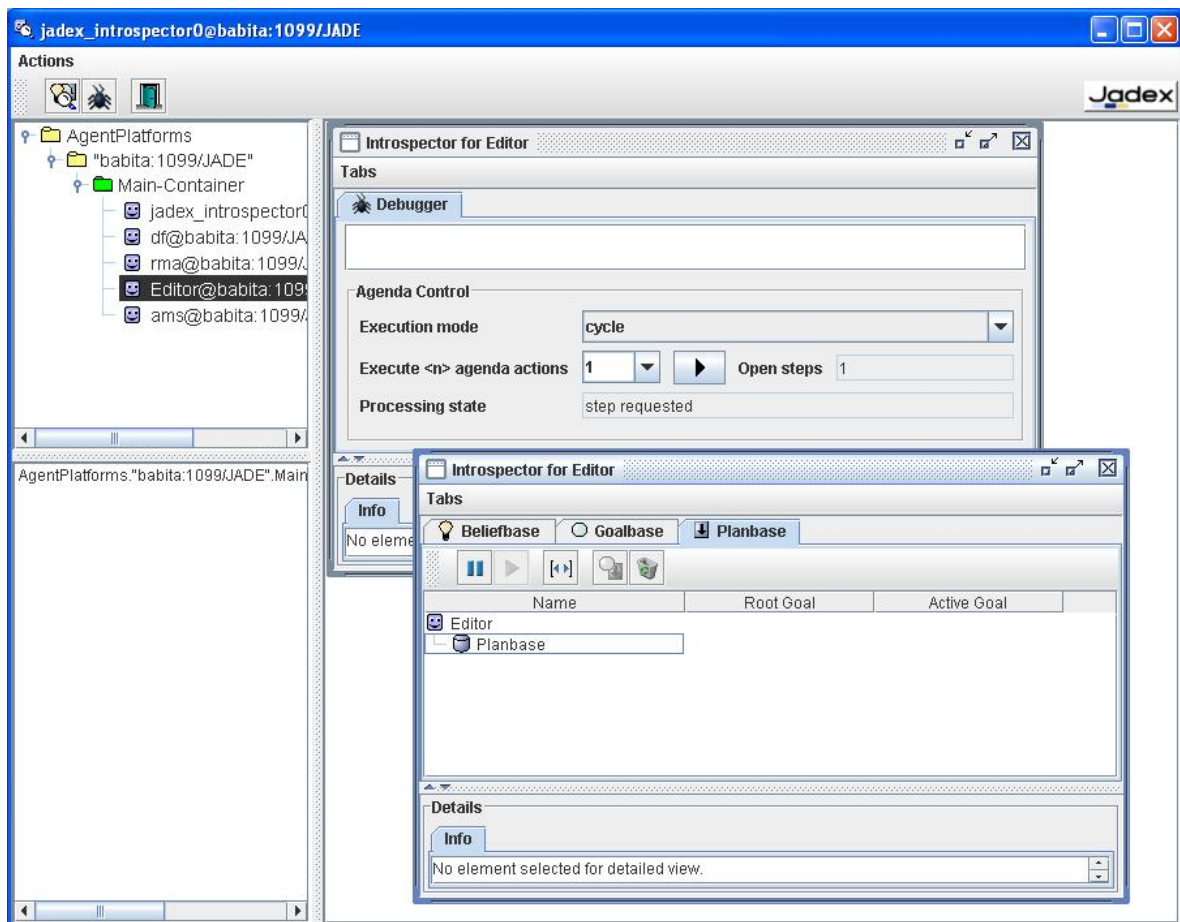 jadex_introspector0@babita:1099/JADE
Actions
Jadex
AgentPlatforms
"babita:1099/JADE"
Main-Container
jadex_introspector
df@babita:1099/JA
rma@babita:1099/
Editor@babita:109
ams@babita:1099/
AgentPlatforms."babita:1099/JADE".Main
Introspector for Editor
Tabs
Debugger
Agenda Control
Execution mode cycle
Execute <n> agenda actions 1 Open steps 1
Processing state step requested
Details
Info
No eleme
Introspector for Editor
Tabs
Beliefbase Goalbase Planbase
Name Root Goal Active Goal
Editor
Planbase
Details
Info
No element selected for detailed view.